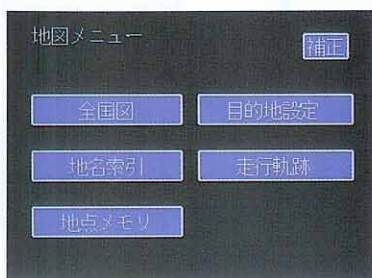 地図メニュー
補正
全国図 目的地設定
地名索引 走行軌跡
地点メモリ